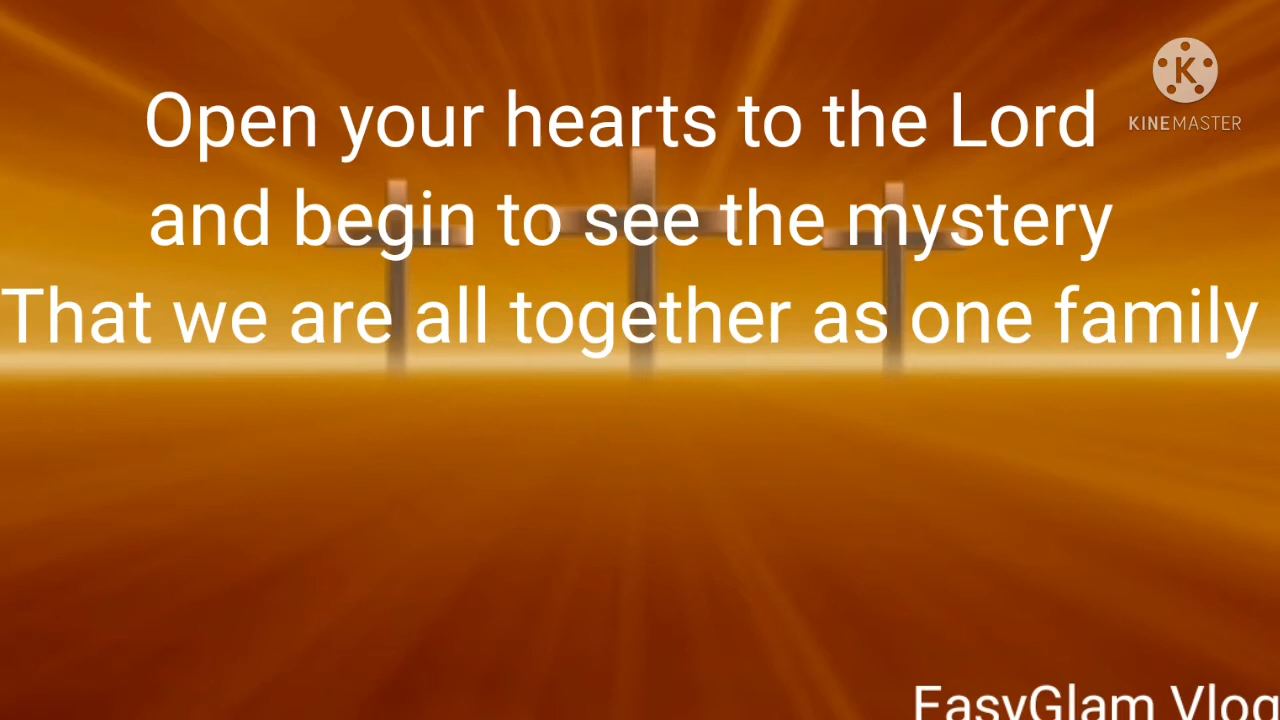 Open your hearts to the Lord
and begin to see the mystery
That we are all together as one family
K
KINEMASTER
EasyGlam Vlog